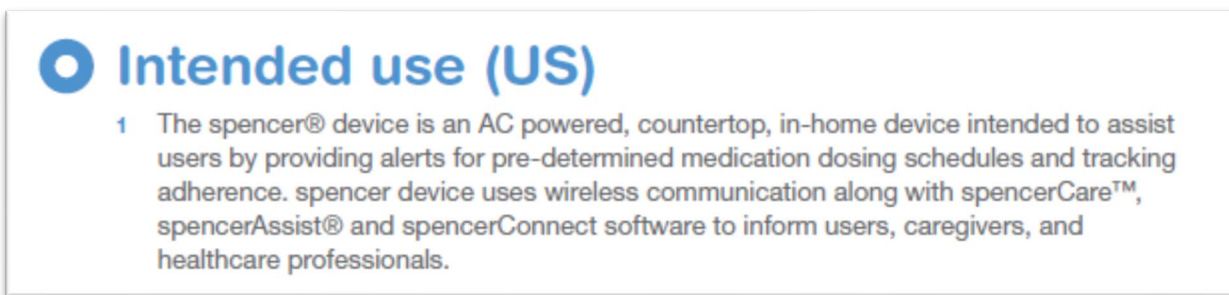 Intended use (US)
1 The spencer® device is an AC powered, countertop, in-home device intended to assist
users by providing alerts for pre-determined medication dosing schedules and tracking
adherence. spencer device uses wireless communication along with spencerCare™,
spencerAssist® and spencerConnect software to inform users, caregivers, and
healthcare professionals.